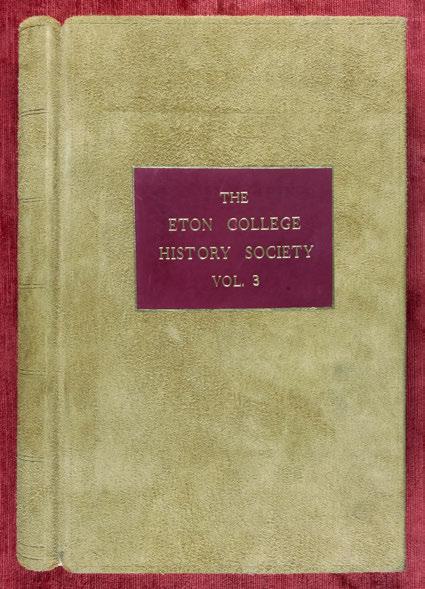 THE
ETON COLLEGE
HISTORY SOCIETY
VOL. 3